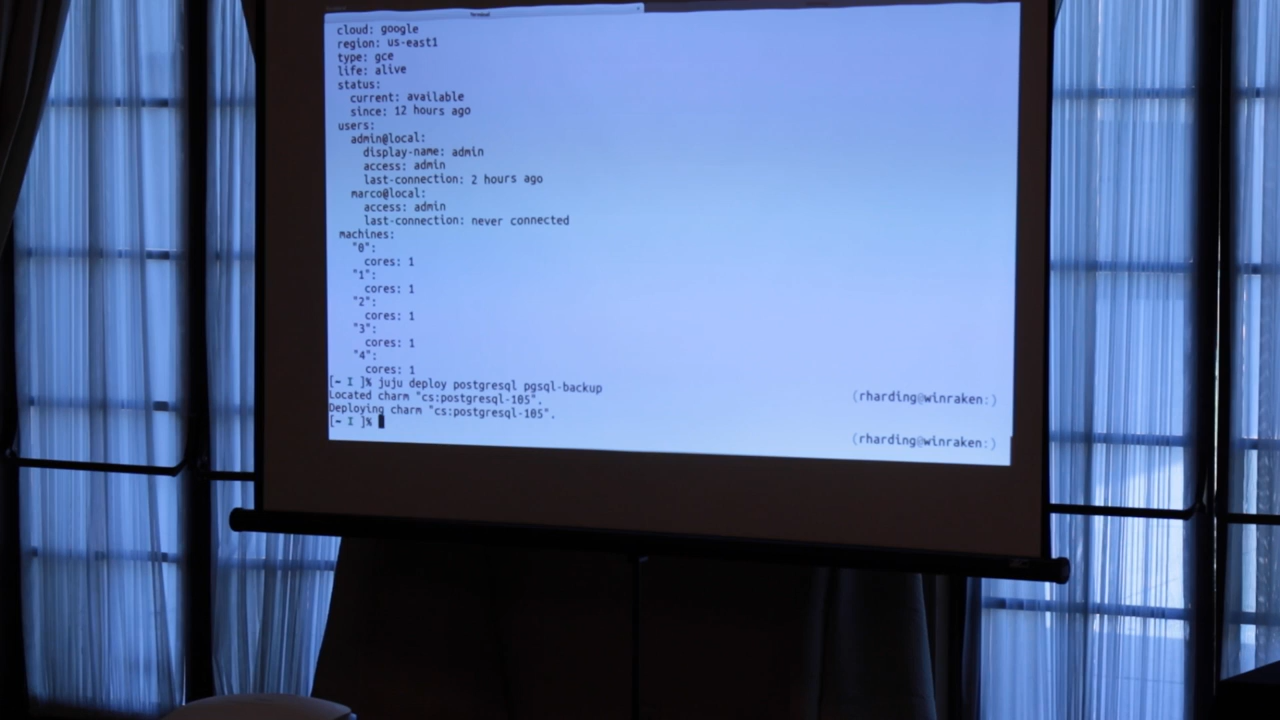 cloud: google
region: us-east1
type: gce
life: alive
status:
current: available
since: 12 hours ago
users:
admin@local:
display-name: admin
access: admin
last-connection: 2 hours ago
marco@local:
access: admin
last-connection: never connected
machines:
"0":
cores: 1
"1":
cores: 1
"2":
cores: 1
"3":
cores: 1
"4":
cores: 1
[~ I ]% juju deploy postgresql pgsql-backup (rharding@winraken:)
Located charm "cs:postgresql-105".
Deploying charm "cs:postgresql-105".
[~ I ]% (rharding@winraken:)